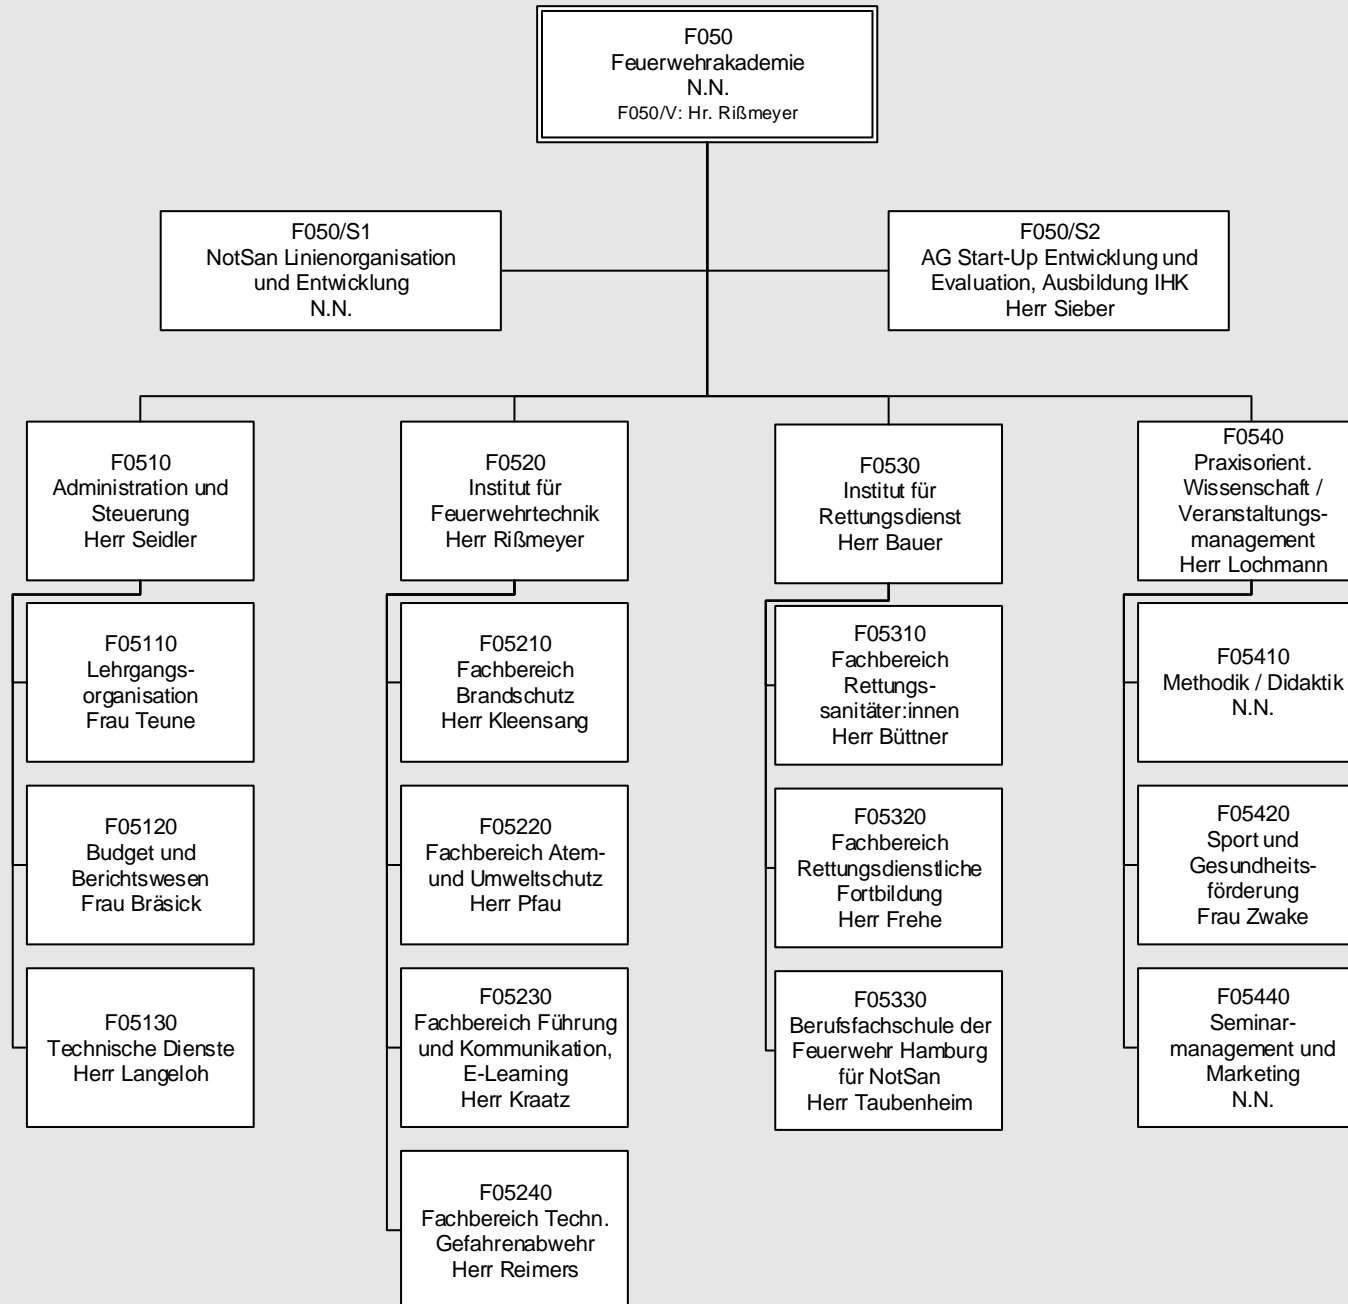 F050
Feuerwehrakademie
N.N.
F050/V: Hr. Rißmeyer
F050/S1
NotSan Linienorganisation
und Entwicklung
N.N.
F050/S2
AG Start-Up Entwicklung und
Evaluation, Ausbildung IHK
Herr Sieber
F0510
Administration und
Steuerung
Herr Seidler
F05110
Lehrgangs-
organisation
Frau Teune
F05120
Budget und
Berichtswesen
Frau Bräsick
F05130
Technische Dienste
Herr Langeloh
F0520
Institut für
Feuerwehrtechnik
Herr Rißmeyer
F05210
Fachbereich
Brandschutz
Herr Kleensang
F05220
Fachbereich Atem-
und Umweltschutz
Herr Pfau
F05230
Fachbereich Führung
und Kommunikation,
E-Learning
Herr Kraatz
F05240
Fachbereich Techn.
Gefahrenabwehr
Herr Reimers
F0530
Institut für
Rettungsdienst
Herr Bauer
F05310
Fachbereich
Rettungs-
sanitäter:innen
Herr Büttner
F05320
Fachbereich
Rettungsdienstliche
Fortbildung
Herr Frehe
F05330
Berufsfachschule der
Feuerwehr Hamburg
für NotSan
Herr Taubenheim
F0540
Praxisorient.
Wissenschaft /
Veranstaltungs-
management
Herr Lochmann
F05410
Methodik / Didaktik
N.N.
F05420
Sport und
Gesundheits-
förderung
Frau Zwake
F05440
Seminar-
management und
Marketing
N.N.